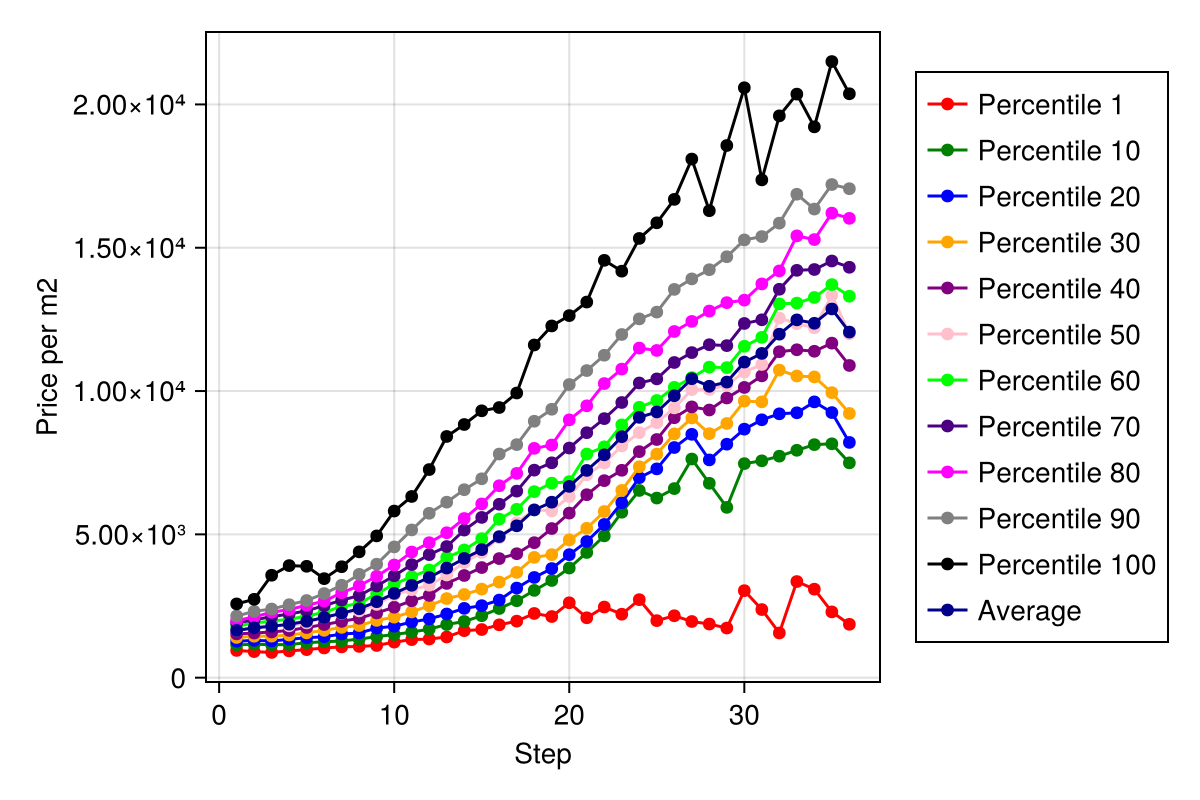 2.00×10⁴
1.50×10⁴
1.00×10⁴
5.00×10³
0
Price per m2
0 10 20 30
Step
Percentile 1
Percentile 10
Percentile 20
Percentile 30
Percentile 40
Percentile 50
Percentile 60
Percentile 70
Percentile 80
Percentile 90
Percentile 100
Average